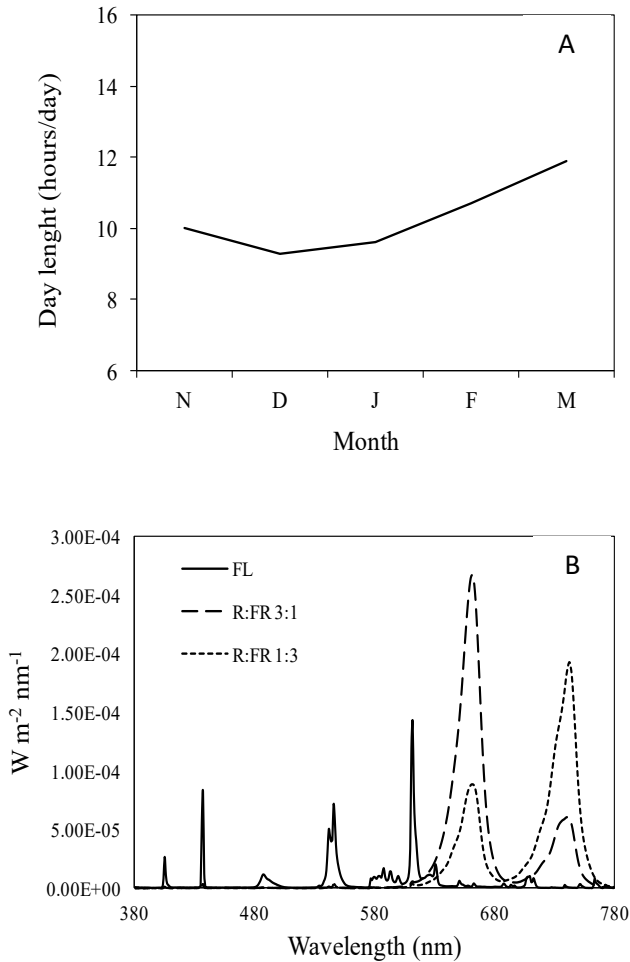 16
A
14
12
10
8
6
Day lenght (hours/day)
N D J F M
Month
3.00E-04
B
FL
2.50E-04
R:FR 3:1
2.00E-04
R:FR 1:3
1.50E-04
1.00E-04
5.00E-05
0.00E+00
W m-2 nm-1
380 480 580 680 780
Wavelength (nm)